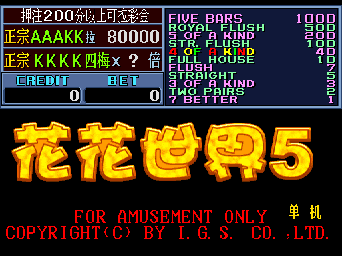 押注200分以上可玄彩金
正宗AAAKK拉 80000
正宗KKKK四梅x ? 倍
CREDIT BET
0 0
FIVE BARS 1000
ROYAL FLUSH 500
5 OF A KIND 200
STR. FLUSH 100
4 OF A KIND 40
FULL HOUSE 10
FLUSH 7
STRAIGHT 5
3 OF A KIND 3
TWO PAIRS 2
7 BETTER 1
花花世界5
FOR AMUSEMENT ONLY 单机
COPYRIGHT(C) BY I.G.S. CO.,LTD.